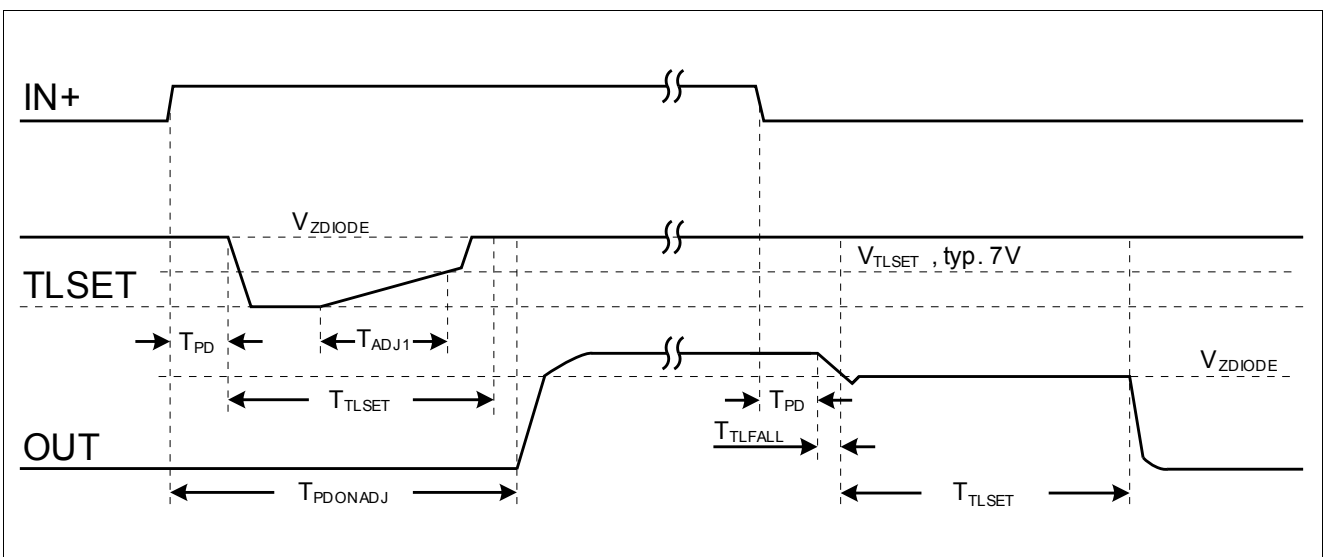 IN+
VZDIODE
VTLSET , typ. 7V
TLSET
TPD
TADJ1
VZDIODE
TTLSET
TPD
TTLFALL
OUT
TPDONADJ
TTLSET